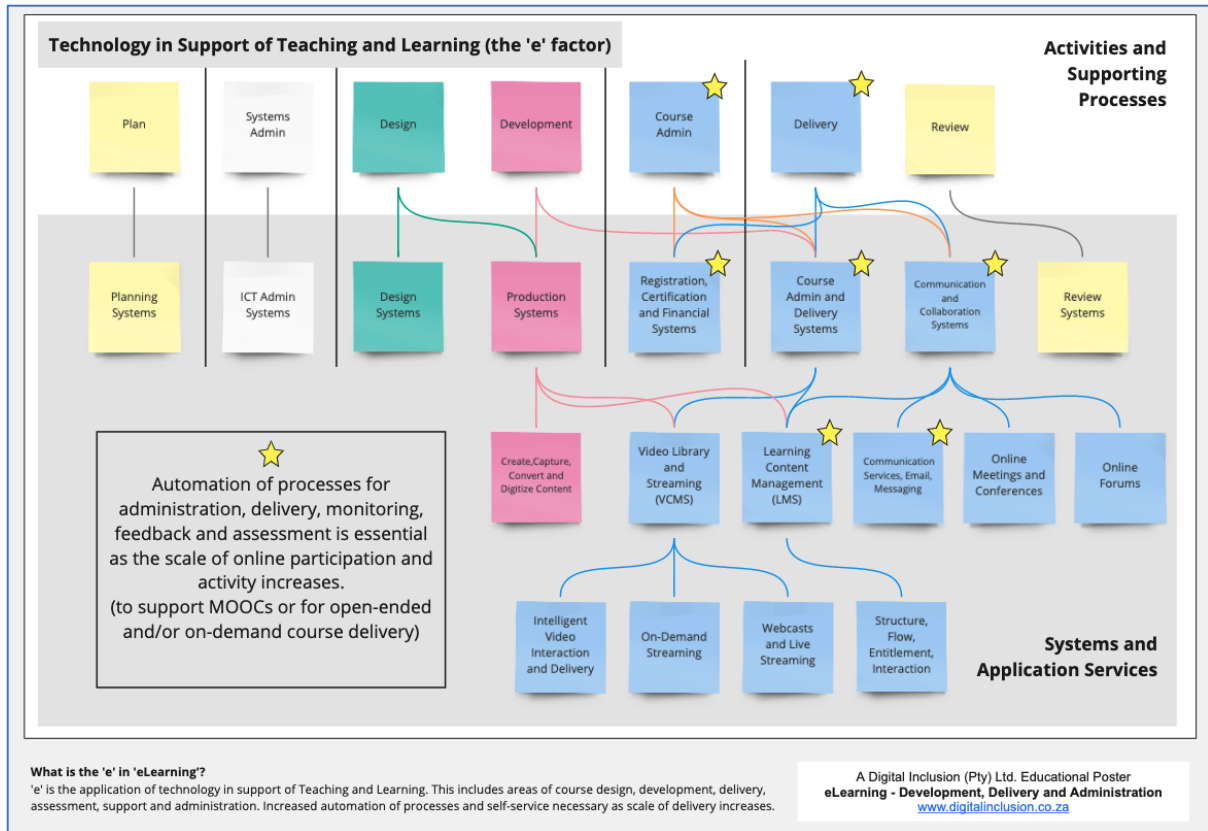 Technology in Support of Teaching and Learning (the 'e' factor)
Activities and
Supporting
Processes
Plan
Systems
Admin
Design
Development
Course
Admin
Delivery
Review
Planning
Systems
ICT Admin
Systems
Design
Systems
Production
Systems
Registration,
Certification
and Financial
Systems
Course
Admin and
Delivery
Systems
Communication
and
Collaboration
Systems
Review
Systems
Create,Capture,
Convert and
Digitize Content
Video Library
and
Streaming
(VCMS)
Learning
Content
Management
(LMS)
Communication
Services, Email,
Messaging
Online
Meetings and
Conferences
Online
Forums
Automation of processes for
administration, delivery, monitoring,
feedback and assessment is essential
as the scale of online participation and
activity increases.
(to support MOOCs or for open-ended
and/or on-demand course delivery)
Intelligent
Video
Interaction
and Delivery
On-Demand
Streaming
Webcasts
and Live
Streaming
Structure,
Flow,
Entitlement,
Interaction
Systems and
Application Services
What is the 'e' in 'eLearning'?
'e' is the application of technology in support of Teaching and Learning. This includes areas of course design, development, delivery,
assessment, support and administration. Increased automation of processes and self-service necessary as scale of delivery increases.
A Digital Inclusion (Pty) Ltd. Educational Poster
eLearning - Development, Delivery and Administration
www.digitalinclusion.co.za